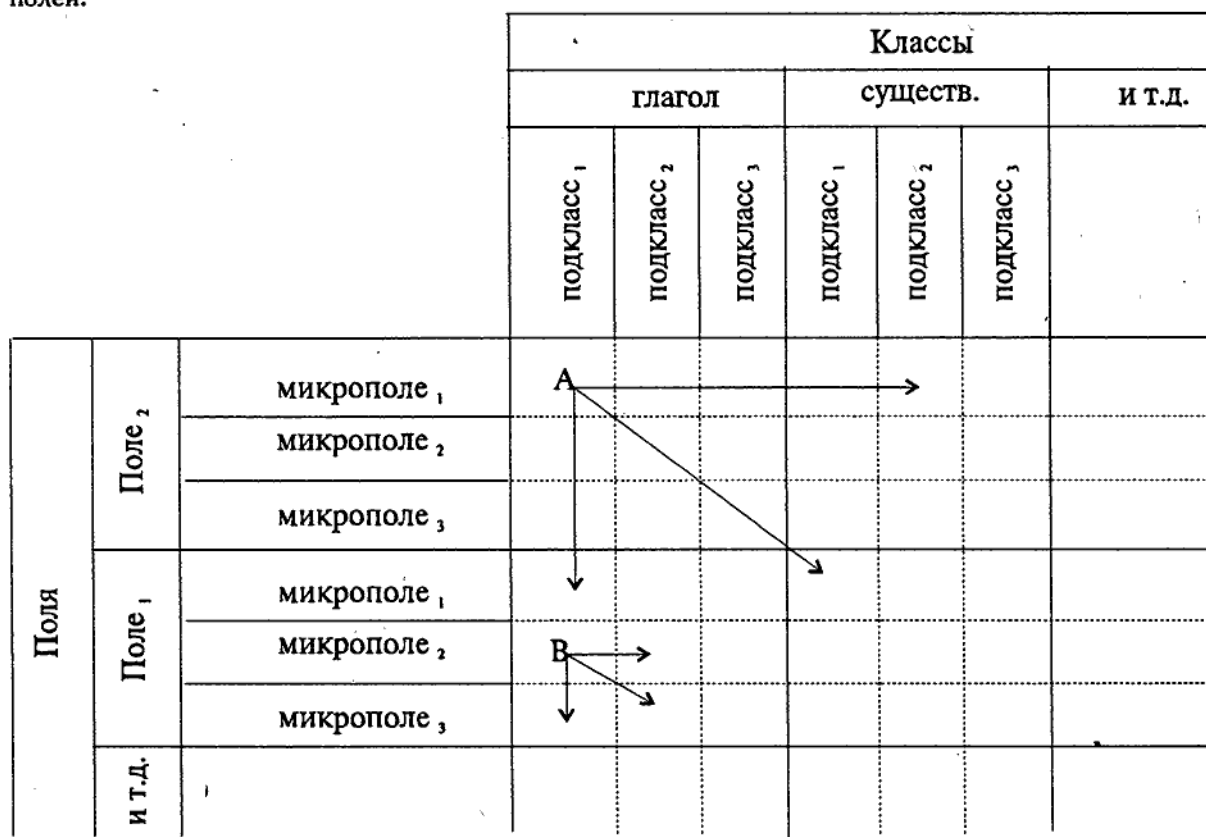 полей.
Классы
глагол существ. и т.д.
подкласс 1 подкласс 2 подкласс 3 подкласс 1 подкласс 2 подкласс 3
Поля
Поле 2
микрополе 1 А
микрополе 2
микрополе 3
Поле 1
микрополе 1
микрополе 2 В
микрополе 3
и т.д.